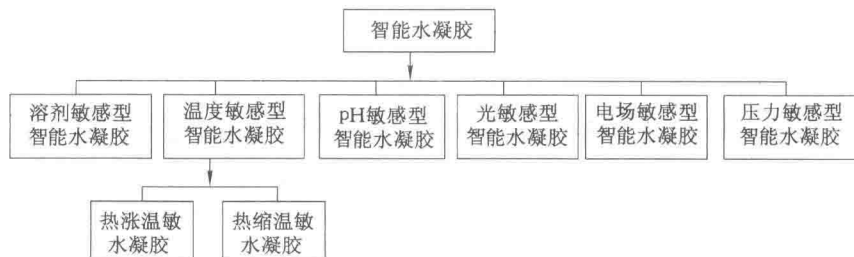 智能水凝胶
溶剂敏感型
智能水凝胶
温度敏感型
智能水凝胶
pH敏感型
智能水凝胶
光敏感型
智能水凝胶
电场敏感型
智能水凝胶
压力敏感型
智能水凝胶
热涨温敏
水凝胶
热缩温敏
水凝胶